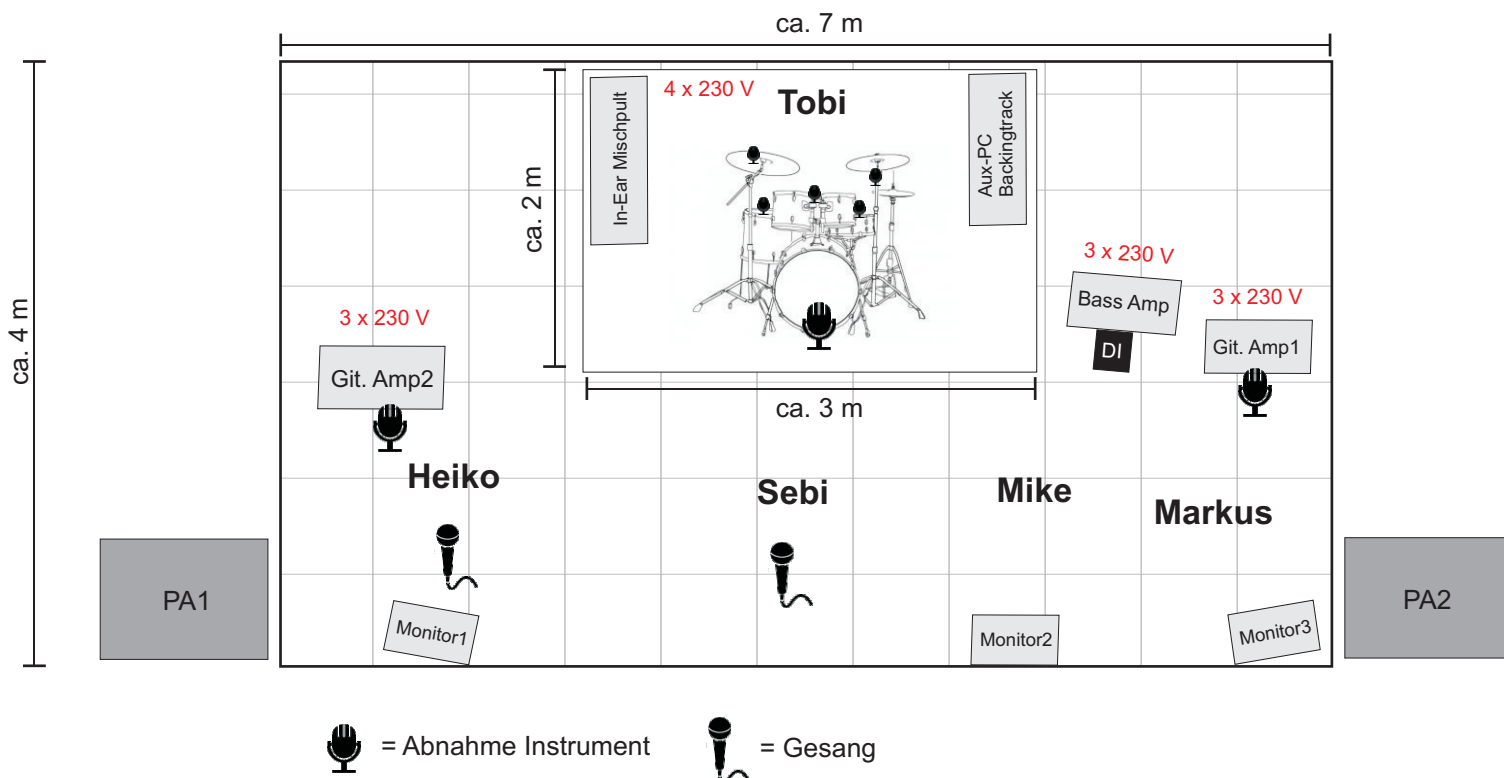 ca. 7 m
ca. 4 m
ca. 2 m
In-Ear Mischpult
4 x 230 V
Tobi
Aux-PC
Backingtrack
3 x 230 V
Bass Amp
DI
3 x 230 V
Git. Amp1
3 x 230 V
Git. Amp2
ca. 3 m
Heiko
Sebi
Mike
Markus
PA1
Monitor1
Monitor2
Monitor3
PA2
= Abnahme Instrument
= Gesang